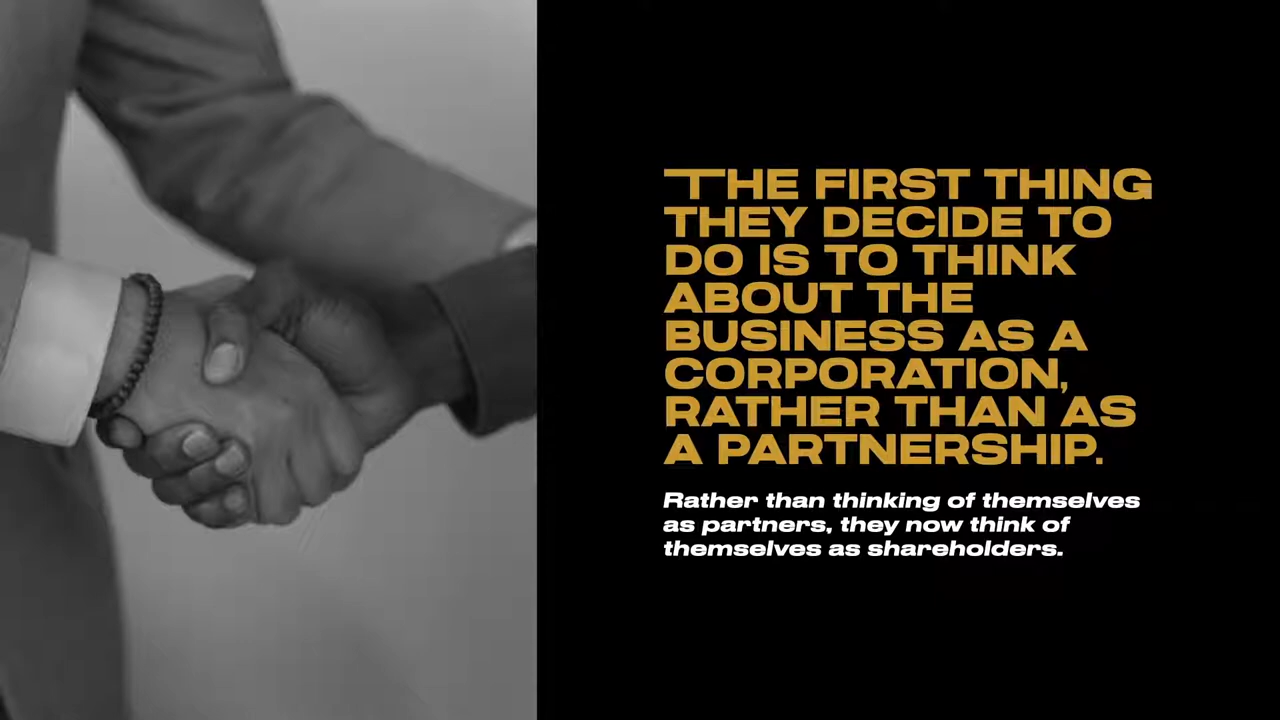 THE FIRST THING
THEY DECIDE TO
DO IS TO THINK
ABOUT THE
BUSINESS AS A
CORPORATION,
RATHER THAN AS
A PARTNERSHIP.
Rather than thinking of themselves
as partners, they now think of
themselves as shareholders.